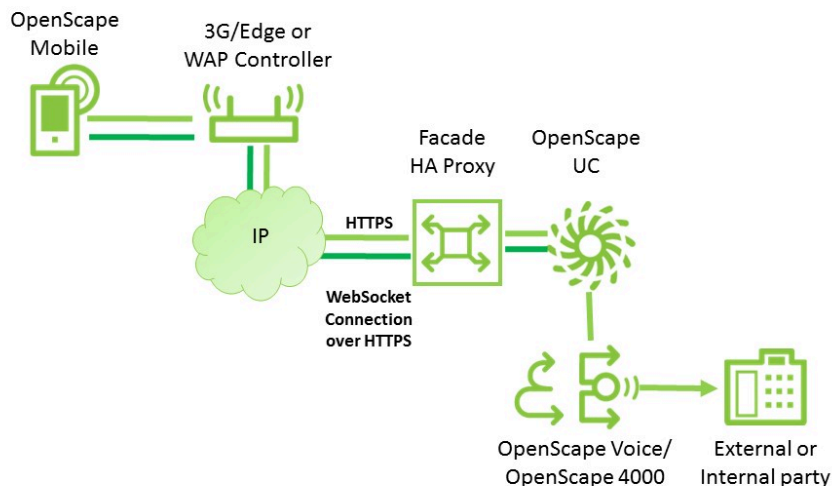 OpenScape
Mobile
3G/Edge or
WAP Controller
Facade
HA Proxy
OpenScape
UC
IP
HTTPS
WebSocket
Connection
over HTTPS
OpenScape Voice/
OpenScape 4000
External or
Internal party